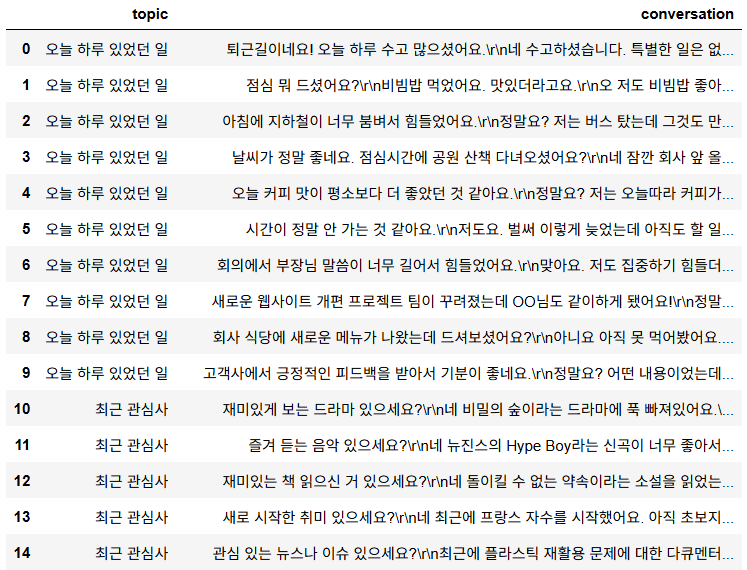 topic conversation
0 오늘 하루 있었던 일 퇴근길이네요! 오늘 하루 수고 많으셨어요.\r\n네 수고하셨습니다. 특별한 일은 없...
1 오늘 하루 있었던 일 점심 뭐 드셨어요?\r\n비빔밥 먹었어요. 맛있더라고요.\r\n오 저도 비빔밥 좋아...
2 오늘 하루 있었던 일 아침에 지하철이 너무 붐벼서 힘들었어요.\r\n정말요? 저는 버스 탔는데 그것도 만...
3 오늘 하루 있었던 일 날씨가 정말 좋네요. 점심시간에 공원 산책 다녀오셨어요?\r\n네 잠깐 회사 앞 올...
4 오늘 하루 있었던 일 오늘 커피 맛이 평소보다 더 좋았던 것 같아요.\r\n정말요? 저는 오늘따라 커피가...
5 오늘 하루 있었던 일 시간이 정말 안 가는 것 같아요.\r\n저도요. 벌써 이렇게 늦었는데 아직도 할 일...
6 오늘 하루 있었던 일 회의에서 부장님 말씀이 너무 길어서 힘들었어요.\r\n맞아요. 저도 집중하기 힘들더...
7 오늘 하루 있었던 일 새로운 웹사이트 개편 프로젝트 팀이 꾸려졌는데 OO님도 같이하게 됐어요!\r\n정말...
8 오늘 하루 있었던 일 회사 식당에 새로운 메뉴가 나왔는데 드셔보셨어요?\r\n아니요 아직 못 먹어봤어요....
9 오늘 하루 있었던 일 고객사에서 긍정적인 피드백을 받아서 기분이 좋네요.\r\n정말요? 어떤 내용이었는데...
10 최근 관심사 재미있게 보는 드라마 있으세요?\r\n네 비밀의 숲이라는 드라마에 푹 빠져있어요.\...
11 최근 관심사 즐겨 듣는 음악 있으세요?\r\n네 뉴진스의 Hype Boy라는 신곡이 너무 좋아서...
12 최근 관심사 재미있는 책 읽으신 거 있으세요?\r\n네 돌이킬 수 없는 약속이라는 소설을 읽었는...
13 최근 관심사 새로 시작한 취미 있으세요?\r\n네 최근에 프랑스 자수를 시작했어요. 아직 초보지...
14 최근 관심사 관심 있는 뉴스나 이슈 있으세요?\r\n최근에 플라스틱 재활용 문제에 대한 다큐멘터...